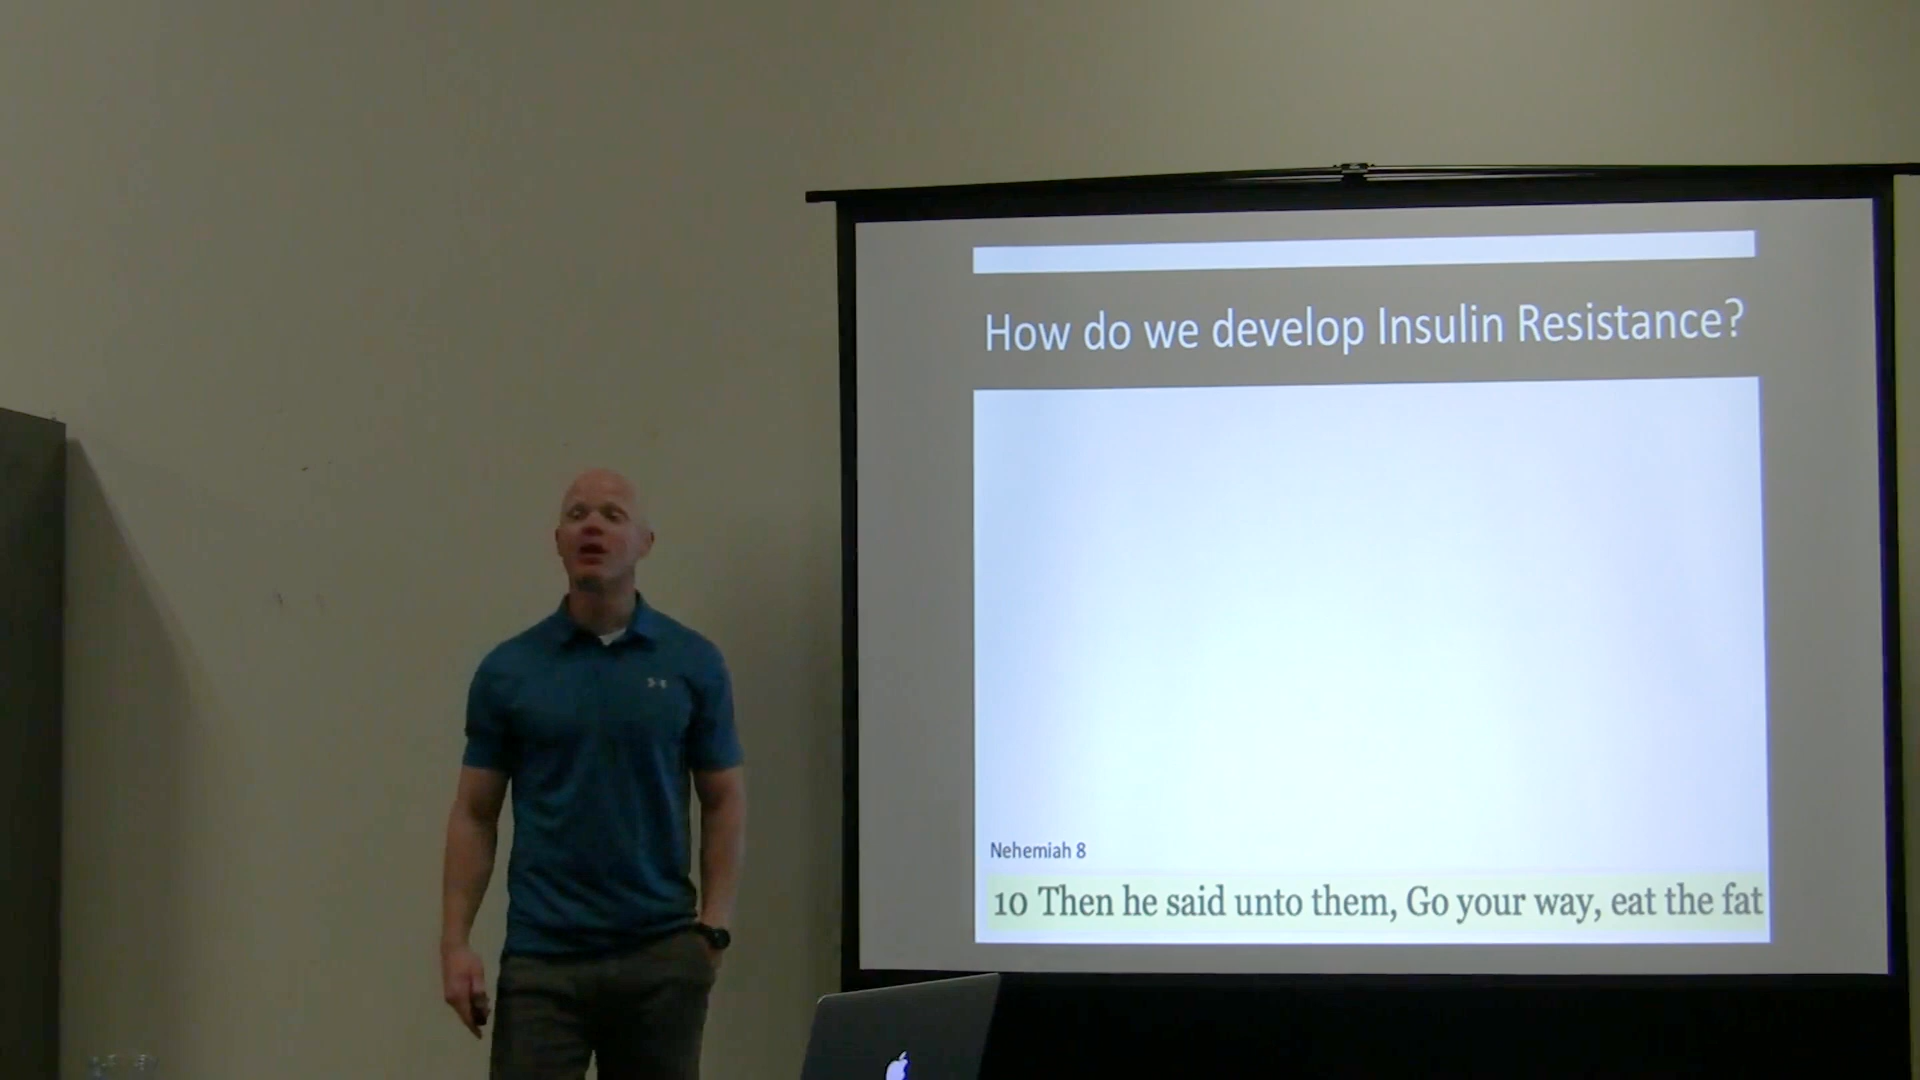 How do we develop Insulin Resistance?
Nehemiah 8
10 Then he said unto them, Go your way, eat the fat